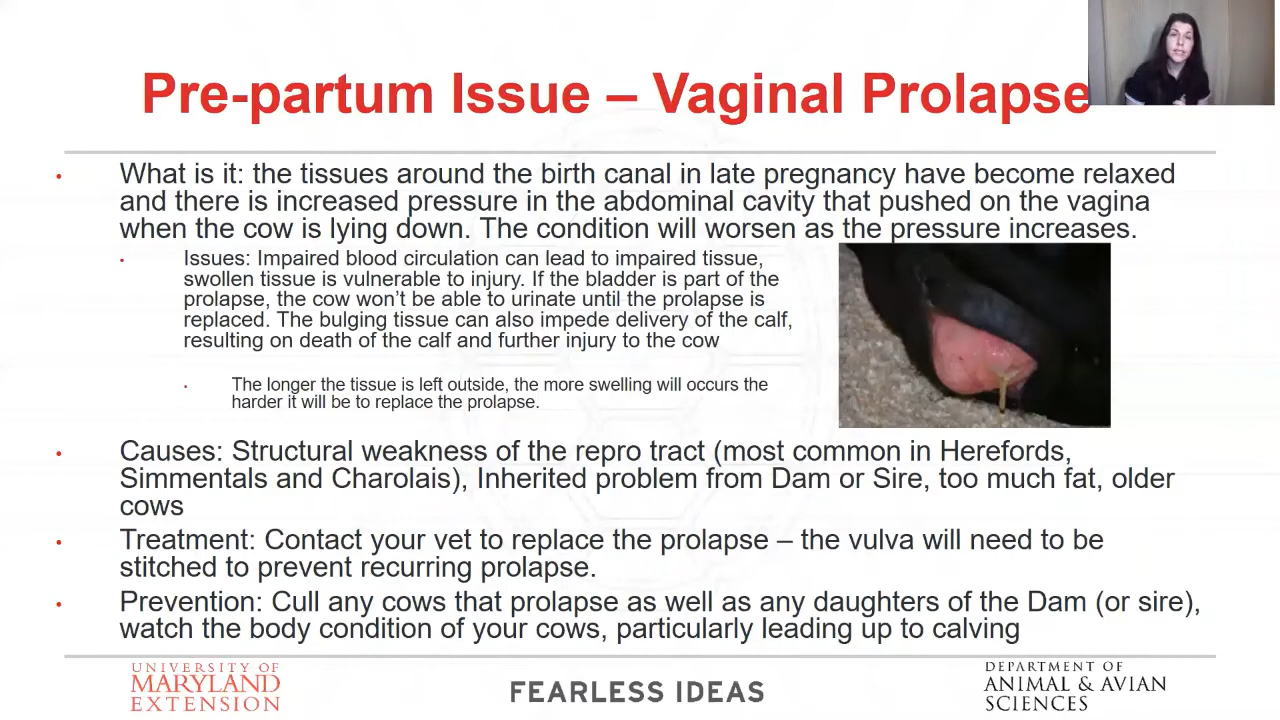 Pre-partum Issue – Vaginal Prolapse
What is it: the tissues around the birth canal in late pregnancy have become relaxed
and there is increased pressure in the abdominal cavity that pushed on the vagina
when the cow is lying down. The condition will worsen as the pressure increases.
Issues: Impaired blood circulation can lead to impaired tissue,
swollen tissue is vulnerable to injury. If the bladder is part of the
prolapse, the cow won't be able to urinate until the prolapse is
replaced. The bulging tissue can also impede delivery of the calf,
resulting on death of the calf and further injury to the cow
The longer the tissue is left outside, the more swelling will occurs the
harder it will be to replace the prolapse.
Causes: Structural weakness of the repro tract (most common in Herefords,
Simmentals and Charolais), Inherited problem from Dam or Sire, too much fat, older
cows
Treatment: Contact your vet to replace the prolapse – the vulva will need to be
stitched to prevent recurring prolapse.
Prevention: Cull any cows that prolapse as well as any daughters of the Dam (or sire),
watch the body condition of your cows, particularly leading up to calving
UNIVERSITY OF
MARYLAND
EXTENSION
FEARLESS IDEAS
DEPARTMENT OF
ANIMAL & AVIAN
SCIENCES